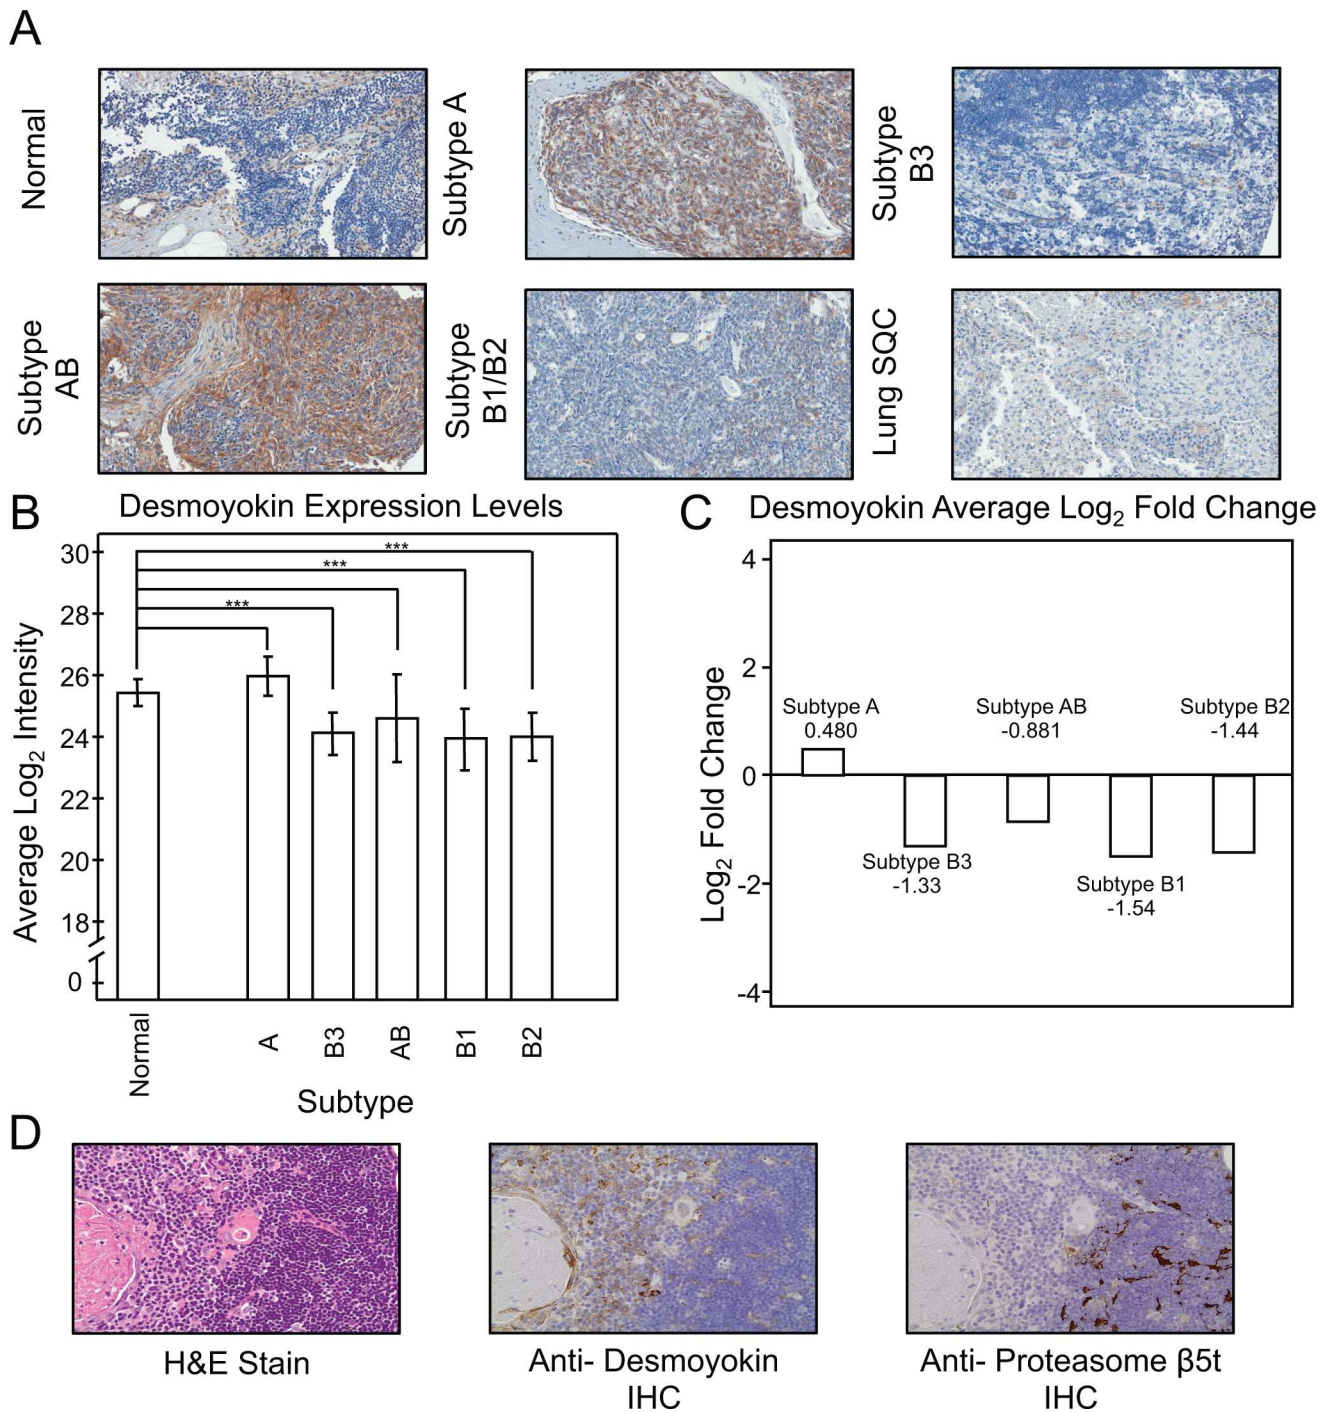 A
Normal
Subtype A
Subtype
B3
Subtype
AB
Subtype
B1/B2
Lung SQC
B
Desmoyokin Expression Levels
Average Log₂ Intensity
30
28
26
24
22
20
18
0
***
***
***
Normal
A
B3
AB
B1
B2
Subtype
C
Desmoyokin Average Log₂ Fold Change
Log₂ Fold Change
4
2
0
-2
-4
Subtype A
0.480
Subtype B3
-1.33
Subtype AB
-0.881
Subtype B1
-1.54
Subtype B2
-1.44
D
H&E Stain
Anti- Desmoyokin
IHC
Anti- Proteasome β5t
IHC